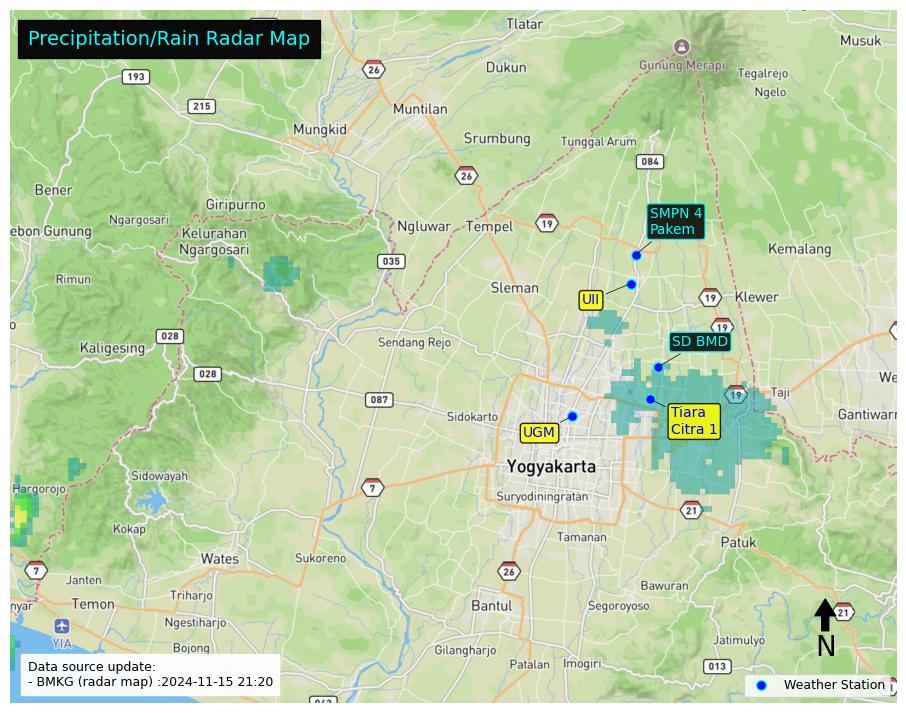 Precipitation/Rain Radar Map
Tlatar
Musuk
Gunung Merapi
Tegalrejo
Ngelo
26
193
Dukun
215
Muntilan
Mungkid
Srumbung
Tunggal Arum
084
26
Bener
Giripurno
Ngargosari
ebon Gunung
Kelurahan
Ngargosari
Ngluwar
Tempel
19
SMPN 4
Pakem
Kemalang
035
Rimun
Sleman
UII
19
Klewer
19
028
Kaligesing
Sendang Rejo
SD BMD
We
028
087
19
Taji
Sidokarto
Tiara
Citra 1
Gantiwarn
UGM
Yogyakarta
Sidowayah
Hargorojo
7
Suryodiningratan
21
Kokap
Tamanan
Patuk
Wates
Sukoreno
7
26
Janten
Triharjo
Bawuran
nyar
Temon
Bantul
Segoroyoso
21
Ngestiharjo
YIA
Bojong
Gilangharjo
Jatimulyo
N
Patalan
Imogiri
013
Data source update:
- BMKG (radar map) :2024-11-15 21:20
Weather Station